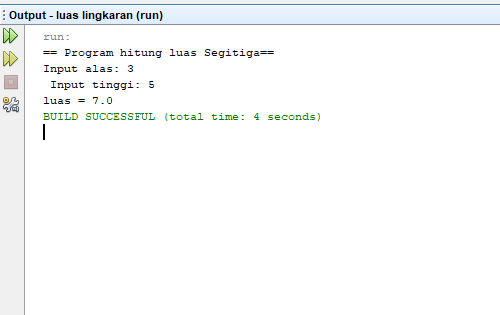 Output - luas lingkaran (run)
run:
== Program hitung luas Segitiga==
Input alas: 3
Input tinggi: 5
luas = 7.0
BUILD SUCCESSFUL (total time: 4 seconds)